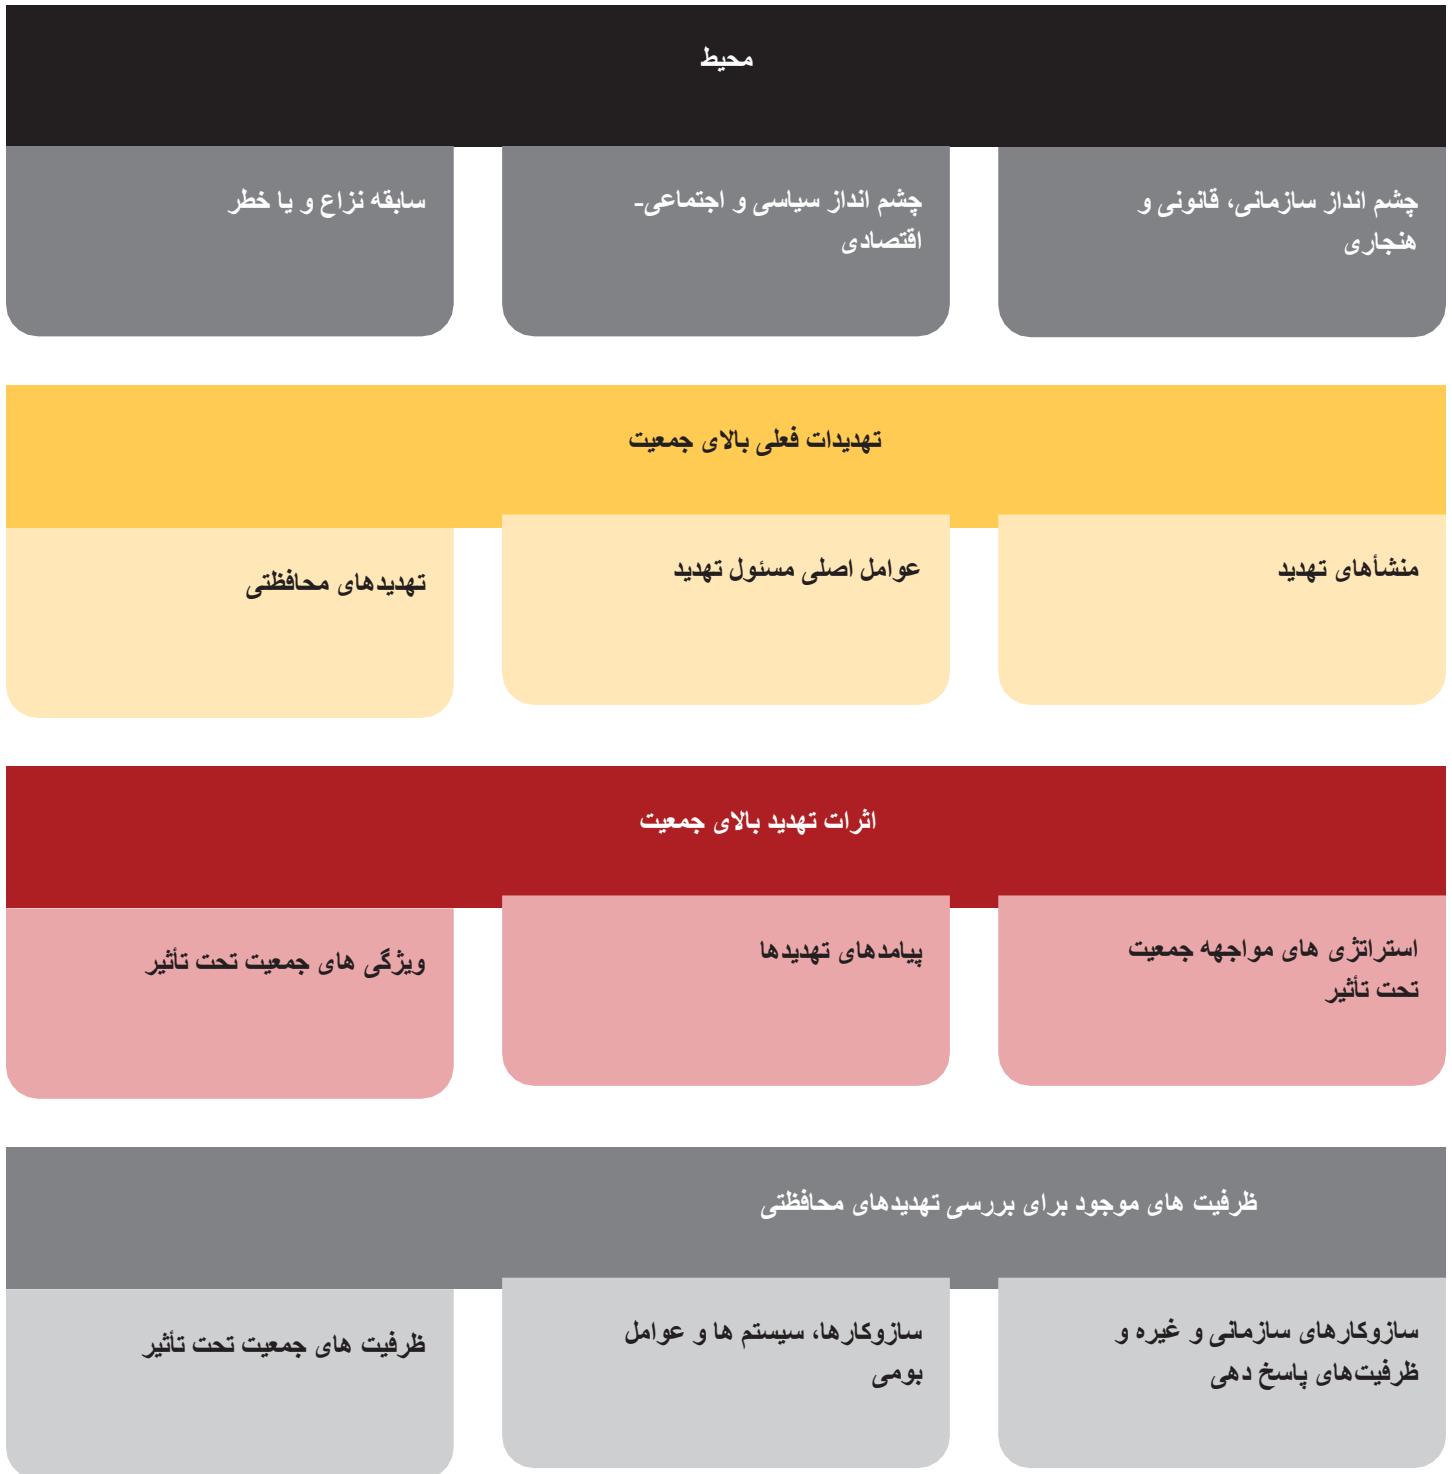 محیط
چشم انداز سازمانی، قانونی و
هنجاری
چشم انداز سیاسی و اجتماعی-
اقتصادی
سابقه نزاع و یا خطر
تهدیدات فعلی بالای جمعیت
منشأهای تهدید
عوامل اصلی مسئول تهدید
تهدیدهای محافظتی
اثرات تهدید بالای جمعیت
استراتژی های مواجهه جمعیت
تحت تأثیر
پیامدهای تهدیدها
ویژگی های جمعیت تحت تأثیر
ظرفیت های موجود برای بررسی تهدیدهای محافظتی
سازوکارهای سازمانی و غیره و
ظرفیت‌های پاسخ دهی
سازوکارها، سیستم ها و عوامل
بومی
ظرفیت های جمعیت تحت تأثیر